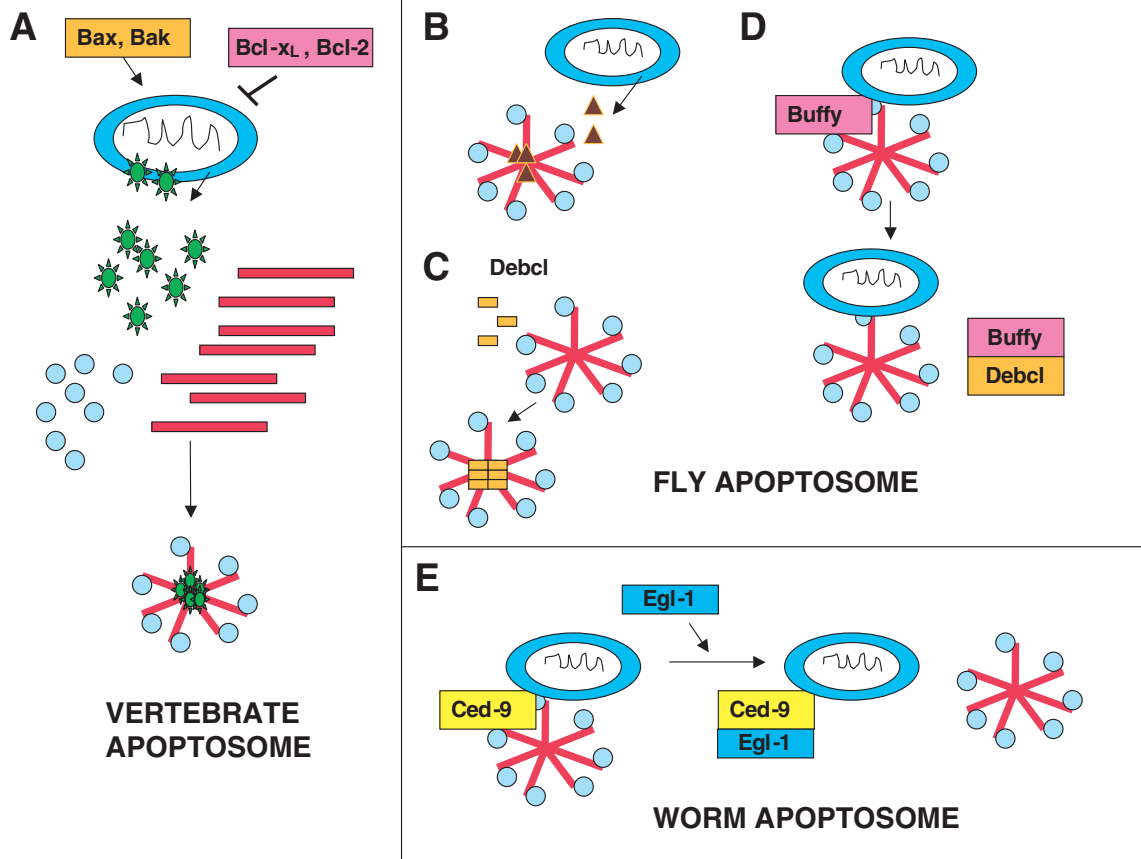 A
Bax, Bak
Bcl-xL , Bcl-2
VERTEBRATE
APOPTOSOME
B
C
Debcl
D
Buffy
Buffy
Debcl
FLY APOPTOSOME
E
Egl-1
Ced-9
Ced-9
Egl-1
WORM APOPTOSOME